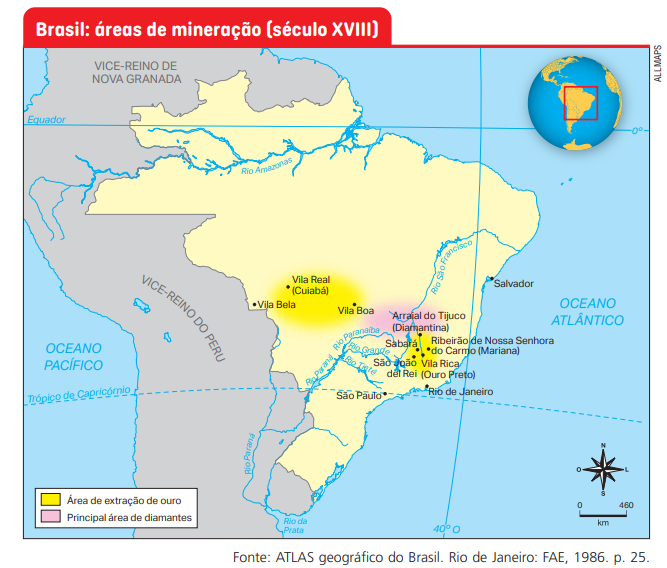 Brasil: áreas de mineração (século XVIII)
ALLMAPS
VICE-REINO DE
NOVA GRANADA
Equador
0°
Rio Amazonas
Rio São Francisco
Salvador
Vila Real
(Cuiabá)
Vila Bela
Vila Boa
Arraial do Tijuco
(Diamantina)
VICE-REINO DO PERU
OCEANO
ATLÂNTICO
Rio Paranaíba
Sabará
Ribeirão de Nossa Senhora
do Carmo (Mariana)
Rio Grande
OCEANO
PACÍFICO
São João
del Rei
Vila Rica
(Ouro Preto)
Rio Tietê
Rio Paraná
Trópico de Capricórnio
São Paulo
Rio de Janeiro
Rio Paraná
N
O
L
S
Área de extração de ouro
Principal área de diamantes
Rio da
Prata
40° O
0
460
km
Fonte: ATLAS geográfico do Brasil. Rio de Janeiro: FAE, 1986. p. 25.